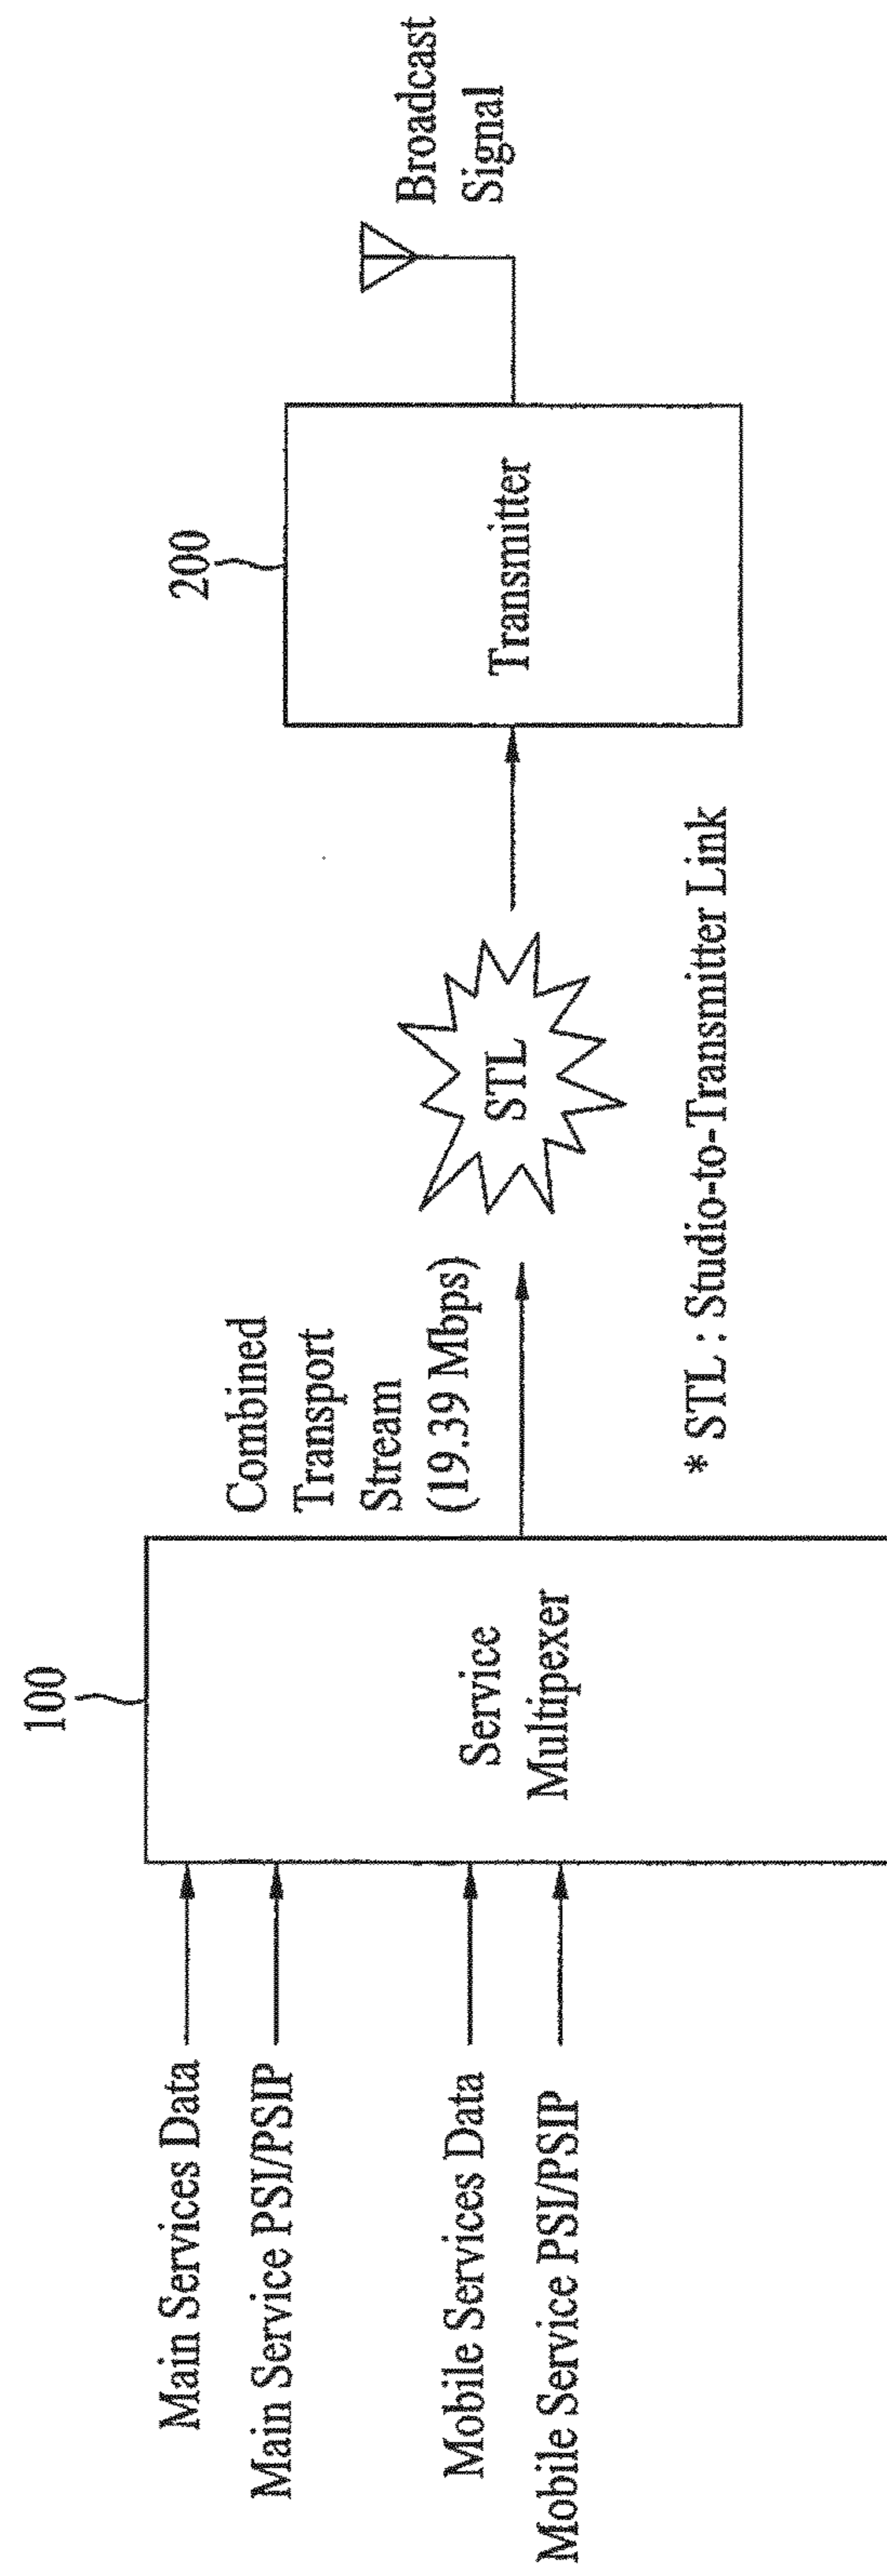 Main Services Data
Main Service PSI/PSIP
Mobile Services Data
Mobile Service PSI/PSIP
100
Service
Multipexer
Combined
Transport
Stream
(19.39 Mbps)
STL
* STL : Studio-to-Transmitter Link
200
Transmitter
Broadcast
Signal